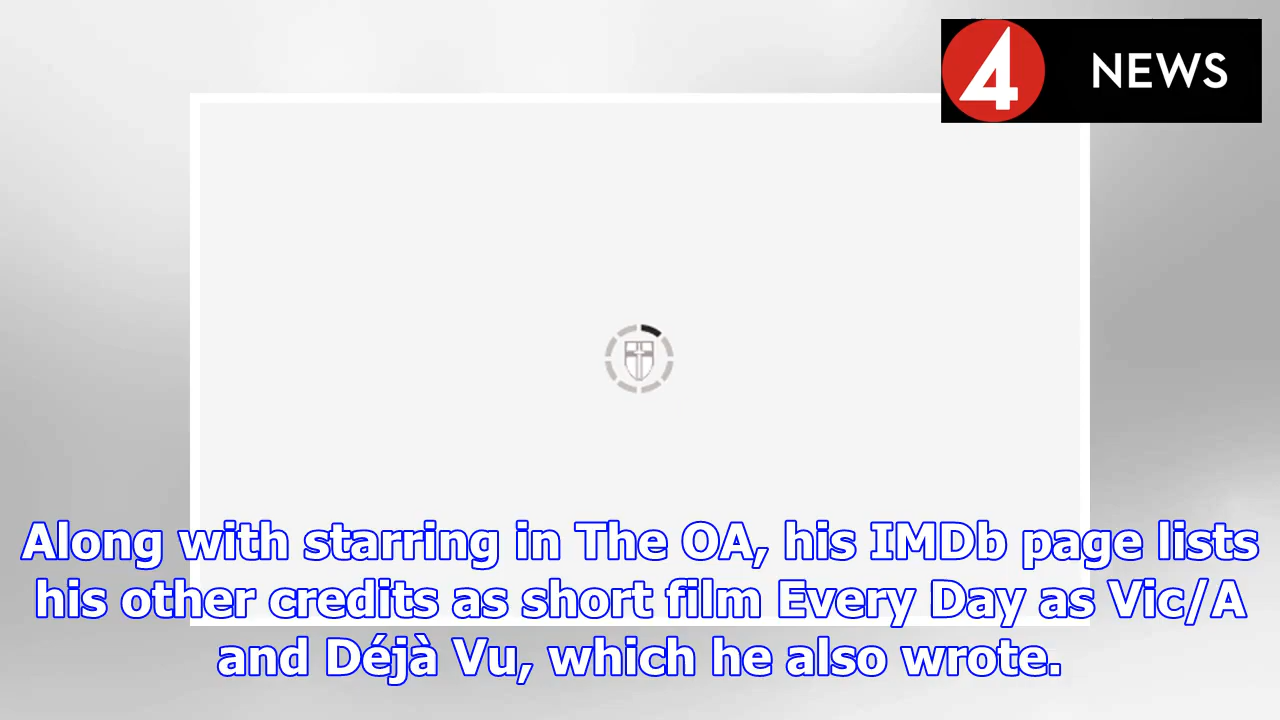 4 NEWS
Along with starring in The OA, his IMDb page lists
his other credits as short film Every Day as Vic/A
and Déjà Vu, which he also wrote.